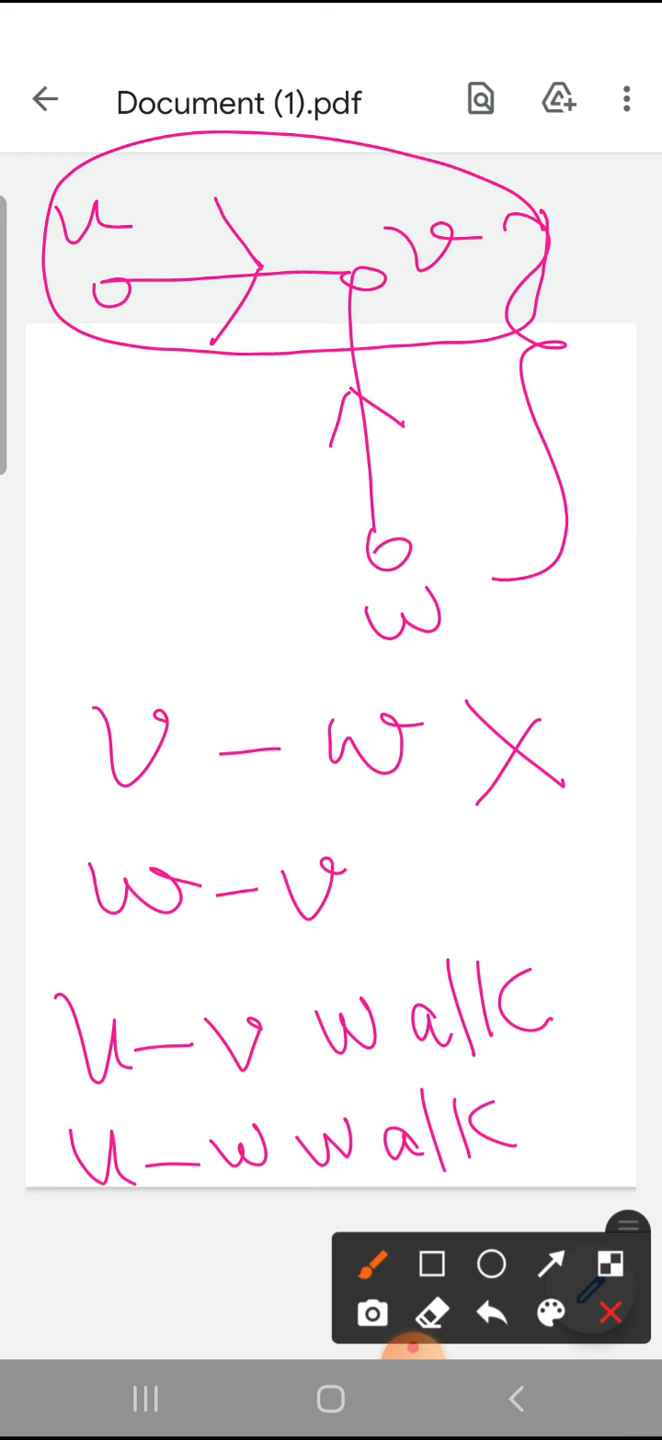 Document (1).pdf
u v
w
v - w X
w - v
u - v walk
u - w walk